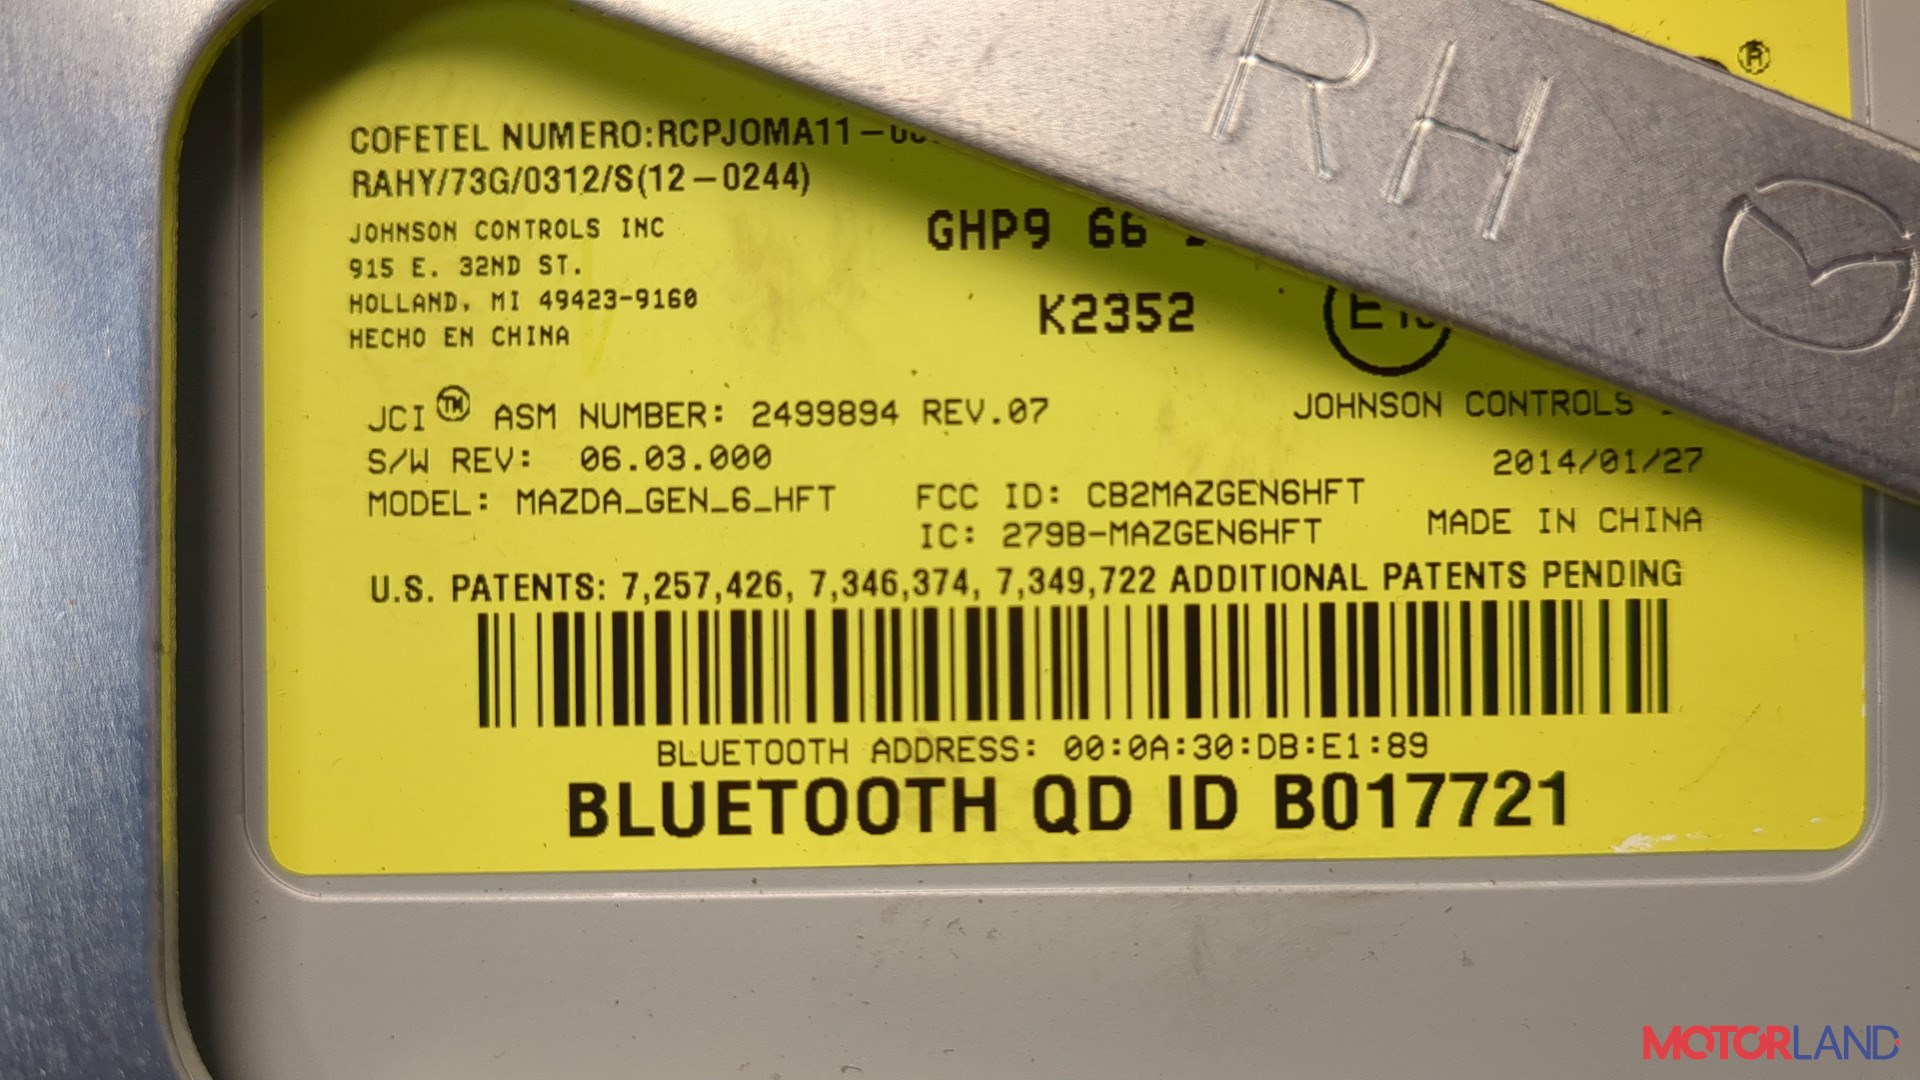 RH
®
COFETEL NUMERO:RCPJOMA11-
RAHY/73G/0312/S(12-0244)
JOHNSON CONTROLS INC
915 E. 32ND ST.
HOLLAND, MI 49423-9160
HECHO EN CHINA
GHP9 66
K2352
E
JCI™ ASM NUMBER: 2499894 REV.07
JOHNSON CONTROLS
S/W REV: 06.03.000
2014/01/27
MODEL: MAZDA_GEN_6_HFT
FCC ID: CB2MAZGEN6HFT
IC: 279B-MAZGEN6HFT
MADE IN CHINA
U.S. PATENTS: 7,257,426, 7,346,374, 7,349,722 ADDITIONAL PATENTS PENDING
BLUETOOTH ADDRESS: 00:0A:30:DB:E1:89
BLUETOOTH QD ID B017721
MOTORLAND